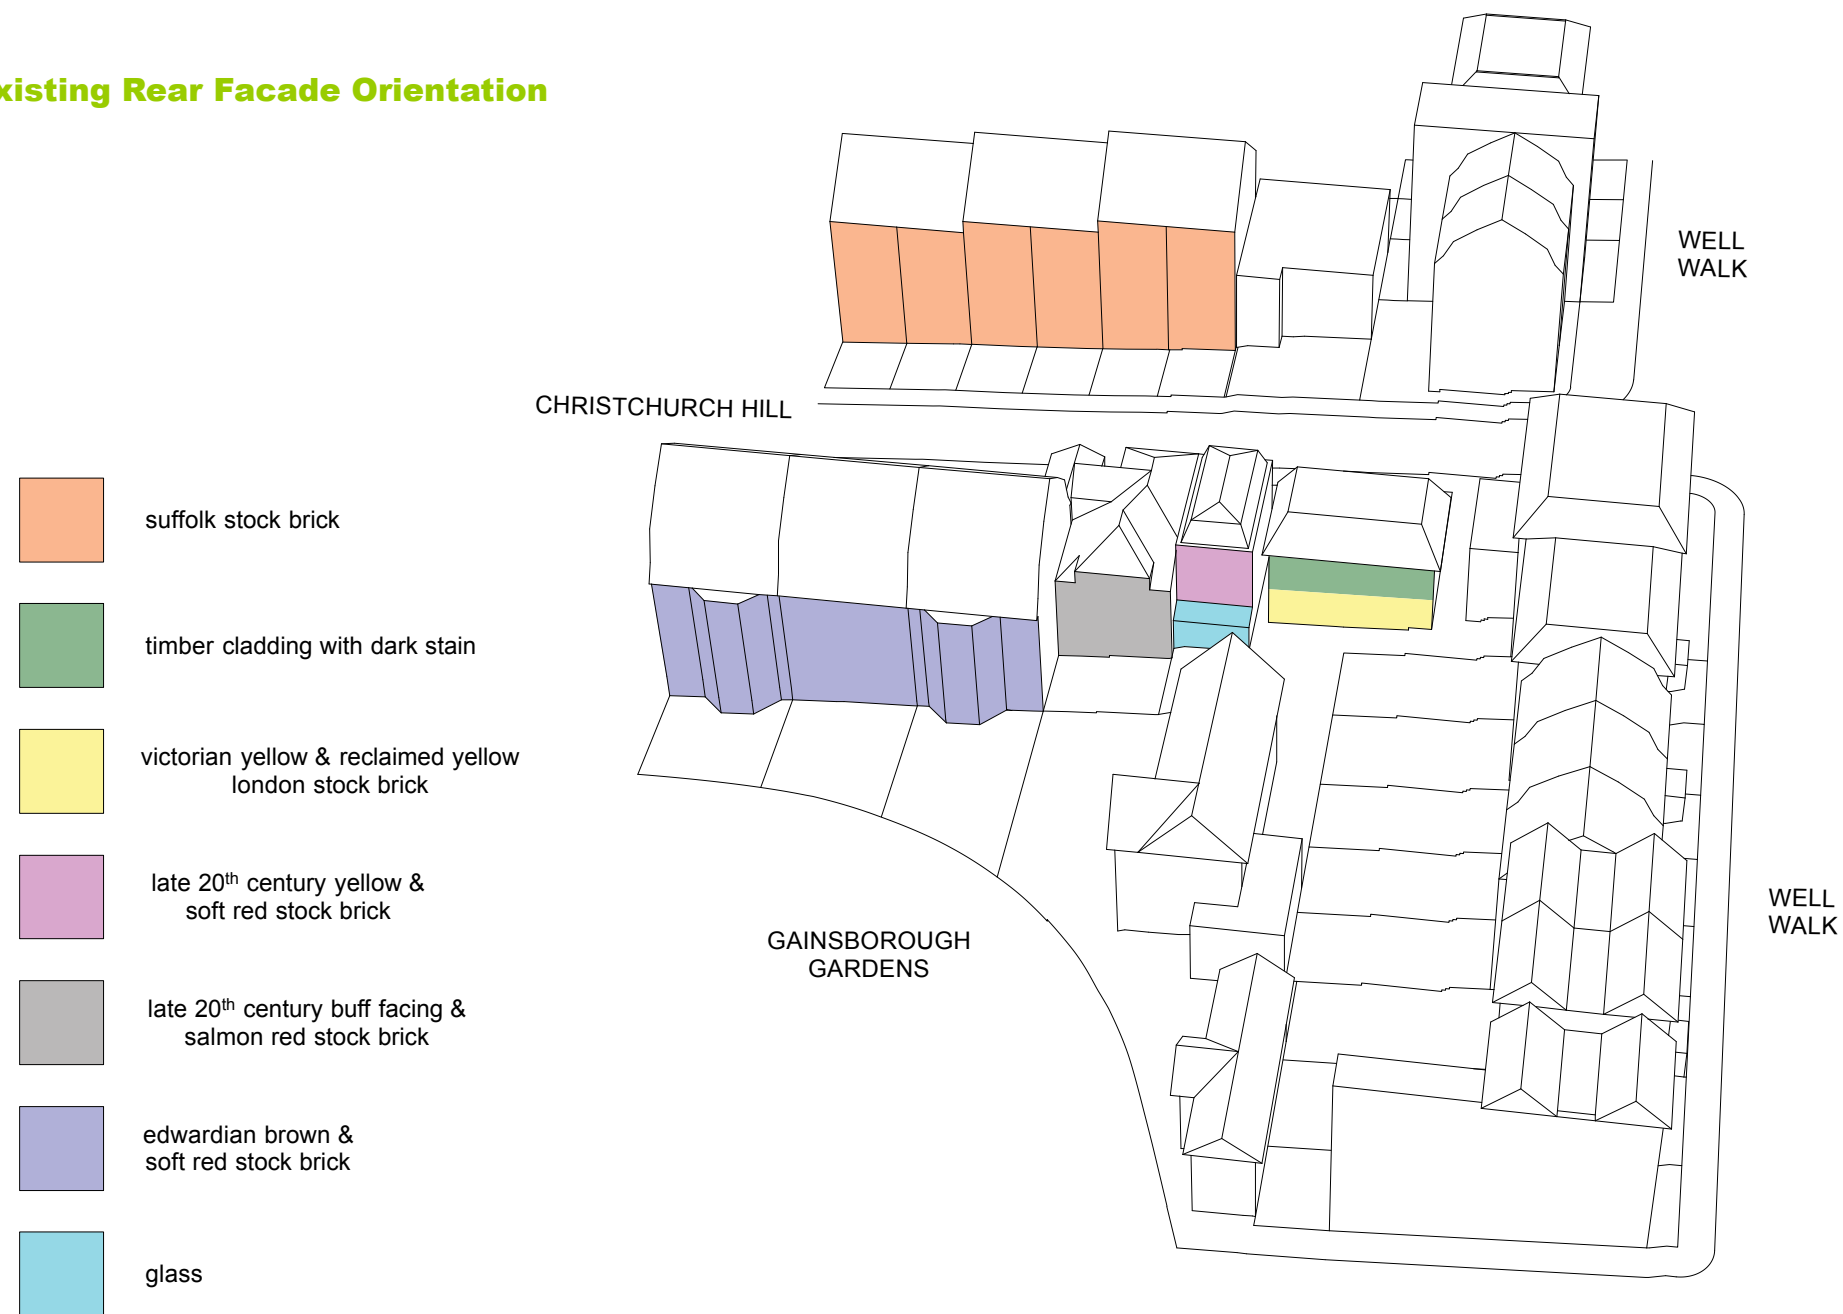 xisting Rear Facade Orientation
WELL
WALK
CHRISTCHURCH HILL
suffolk stock brick
timber cladding with dark stain
victorian yellow & reclaimed yellow
london stock brick
late 20th century yellow &
soft red stock brick
late 20th century buff facing &
salmon red stock brick
edwardian brown &
soft red stock brick
glass
GAINSBOROUGH
GARDENS
WELL
WALK